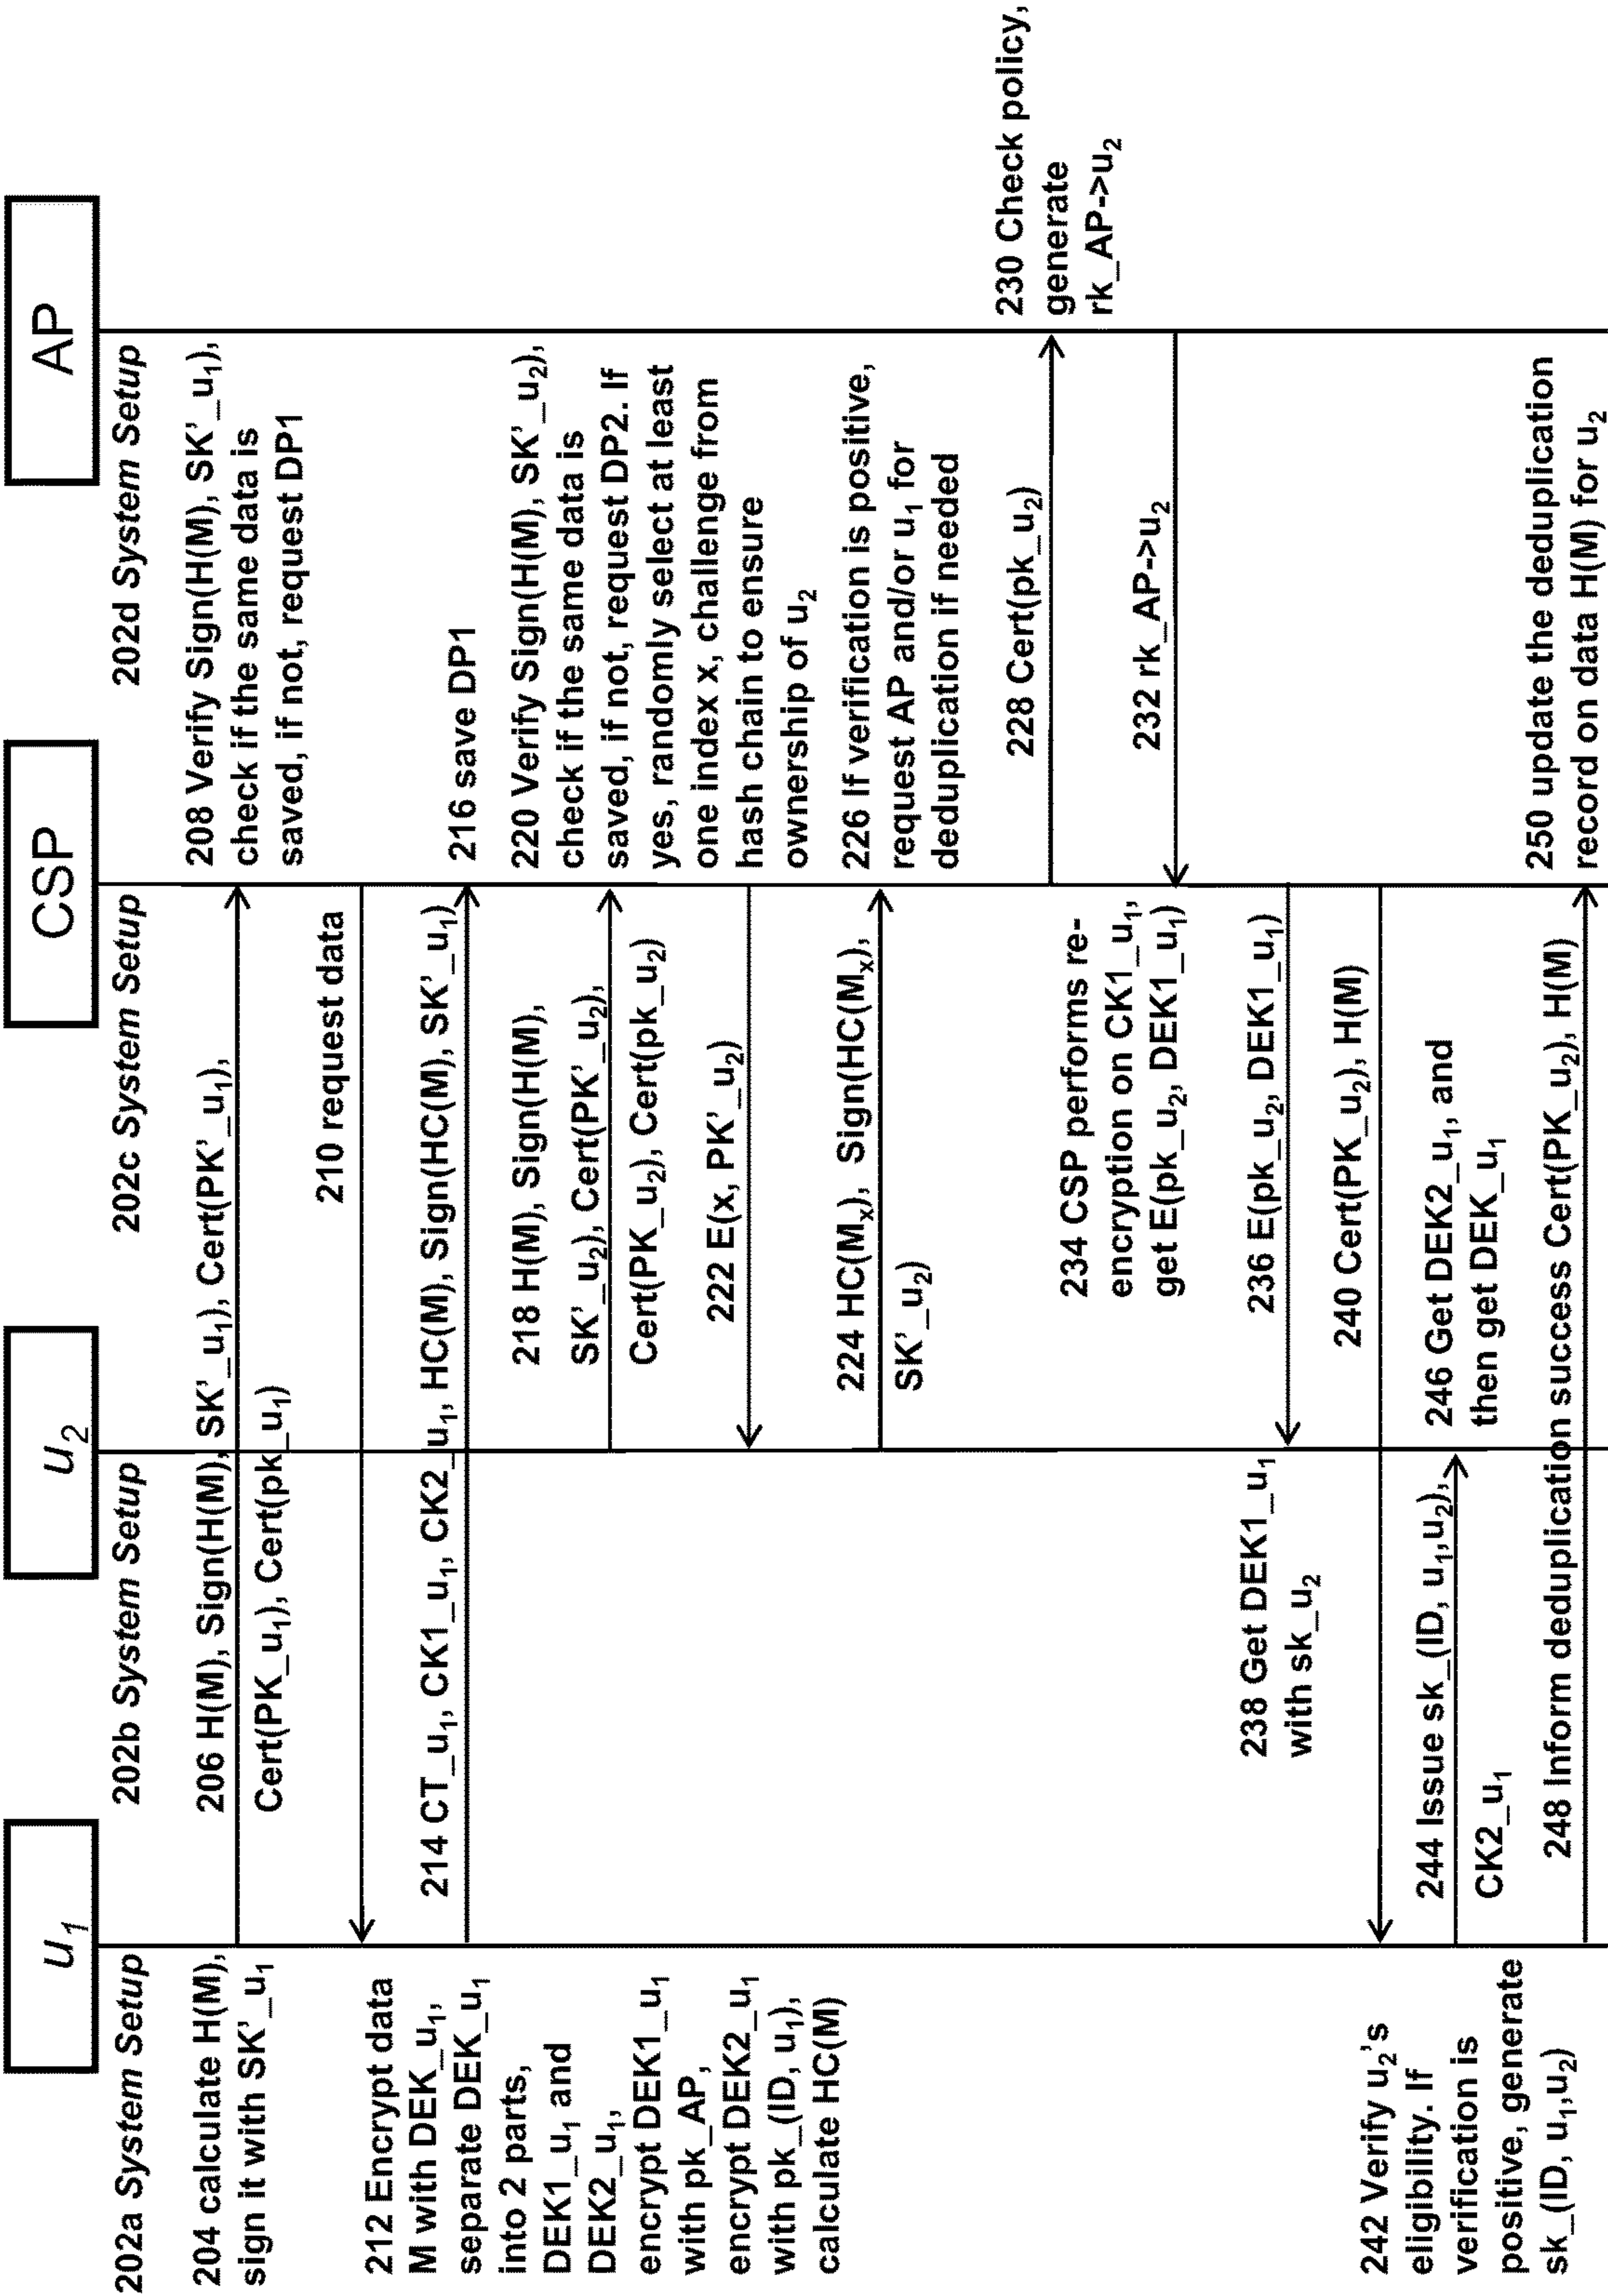 u1
u2
CSP
AP
202a System Setup
202b System Setup
202c System Setup
202d System Setup
204 calculate H(M),
sign it with SK’_u1
206 H(M), Sign(H(M), SK’_u1), Cert(PK’_u1),
Cert(PK_u1), Cert(pk_u1)
208 Verify Sign(H(M), SK’_u1),
check if the same data is
saved, if not, request DP1
210 request data
212 Encrypt data
M with DEK_u1,
separate DEK_u1
into 2 parts,
DEK1_u1 and
DEK2_u1,
encrypt DEK1_u1
with pk_AP,
encrypt DEK2_u1
with pk_(ID, u1),
calculate HC(M)
214 CT_u1, CK1_u1, CK2_u1, HC(M), Sign(HC(M), SK’_u1)
216 save DP1
218 H(M), Sign(H(M),
SK’_u2), Cert(PK’_u2),
Cert(PK_u2), Cert(pk_u2)
220 Verify Sign(H(M), SK’_u2),
check if the same data is
saved, if not, request DP2. If
yes, randomly select at least
one index x, challenge from
hash chain to ensure
ownership of u2
222 E(x, PK’_u2)
224 HC(Mx), Sign(HC(Mx),
SK’_u2)
226 If verification is positive,
request AP and/or u1 for
deduplication if needed
228 Cert(pk_u2)
230 Check policy,
generate
rk_AP->u2
232 rk_AP->u2
234 CSP performs re-
encryption on CK1_u1,
get E(pk_u2, DEK1_u1)
236 E(pk_u2, DEK1_u1)
238 Get DEK1_u1
with sk_u2
240 Cert(PK_u2), H(M)
242 Verify u2’s
eligibility. If
verification is
positive, generate
sk_(ID, u1,u2)
244 Issue sk_(ID, u1,u2),
CK2_u1
246 Get DEK2_u1, and
then get DEK_u1
248 Inform deduplication success Cert(PK_u2), H(M)
250 update the deduplication
record on data H(M) for u2